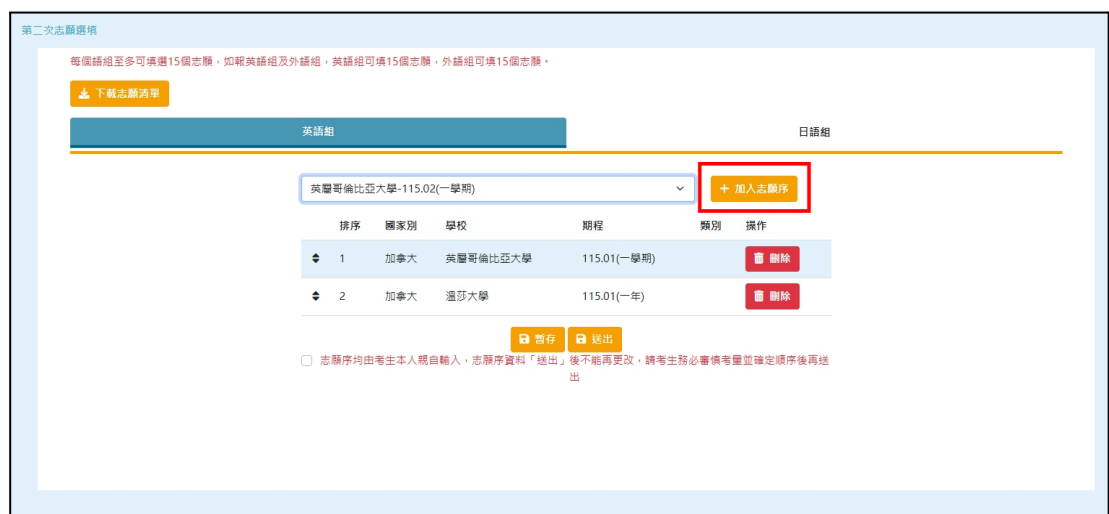 第二次志願選填
每個語組至多可填選15個志願，如報英語組及外語組，英語組可填15個志願，外語組可填15個志願。
下載志願清單
英語組 日語組
英屬哥倫比亞大學-115.02(一學期) + 加入志願序
排序 國家別 學校 期程 類別 操作
1 加拿大 英屬哥倫比亞大學 115.01(一學期) 刪除
2 加拿大 溫莎大學 115.01(一年) 刪除
暫存 送出
志願序均由考生本人親自輸入，志願序資料「送出」後不能再更改，請考生務必審慎考量並確定順序後再送
出